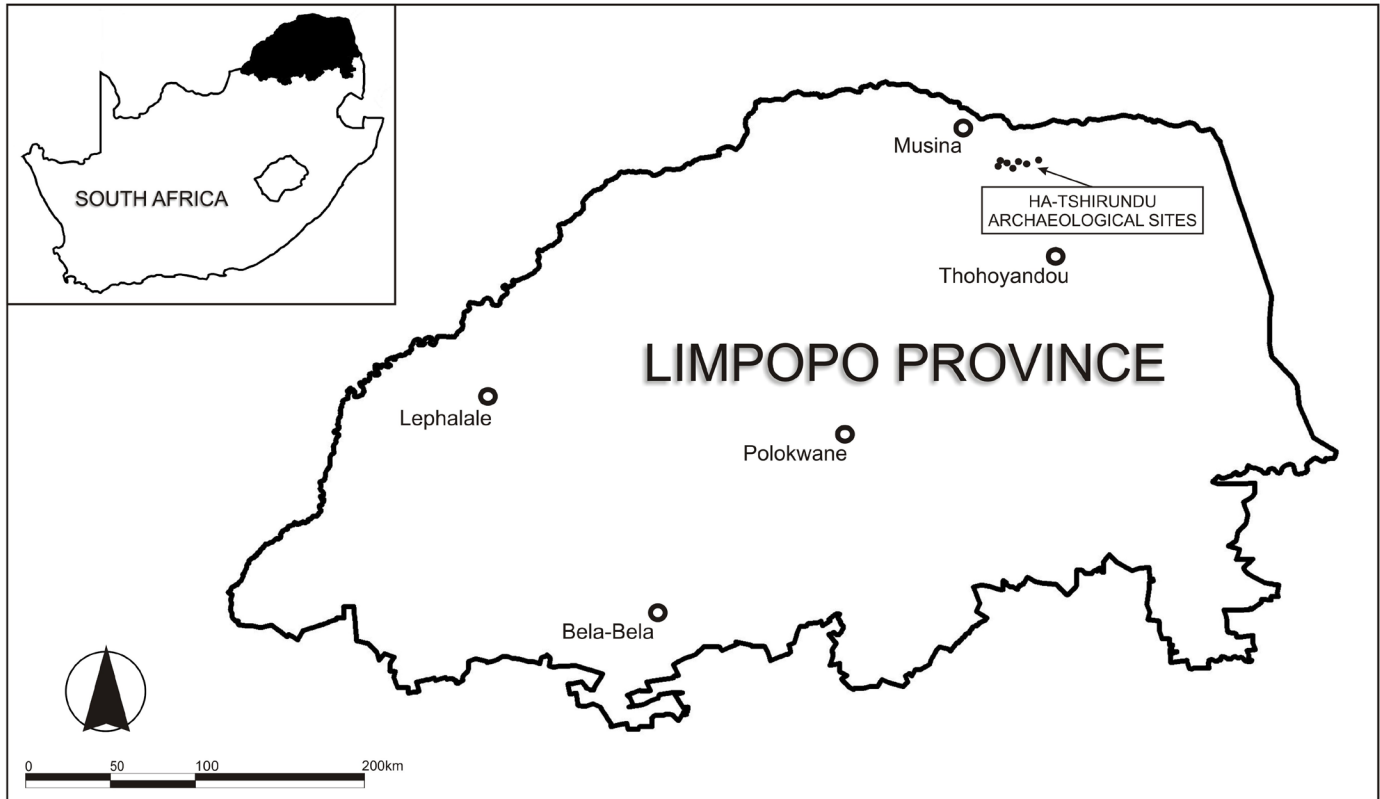 SOUTH AFRICA
Musina
HA-TSHIRUNDU
ARCHAEOLOGICAL SITES
Thohoyandou
LIMPOPO PROVINCE
Lephalale
Polokwane
Bela-Bela
0 50 100 200km